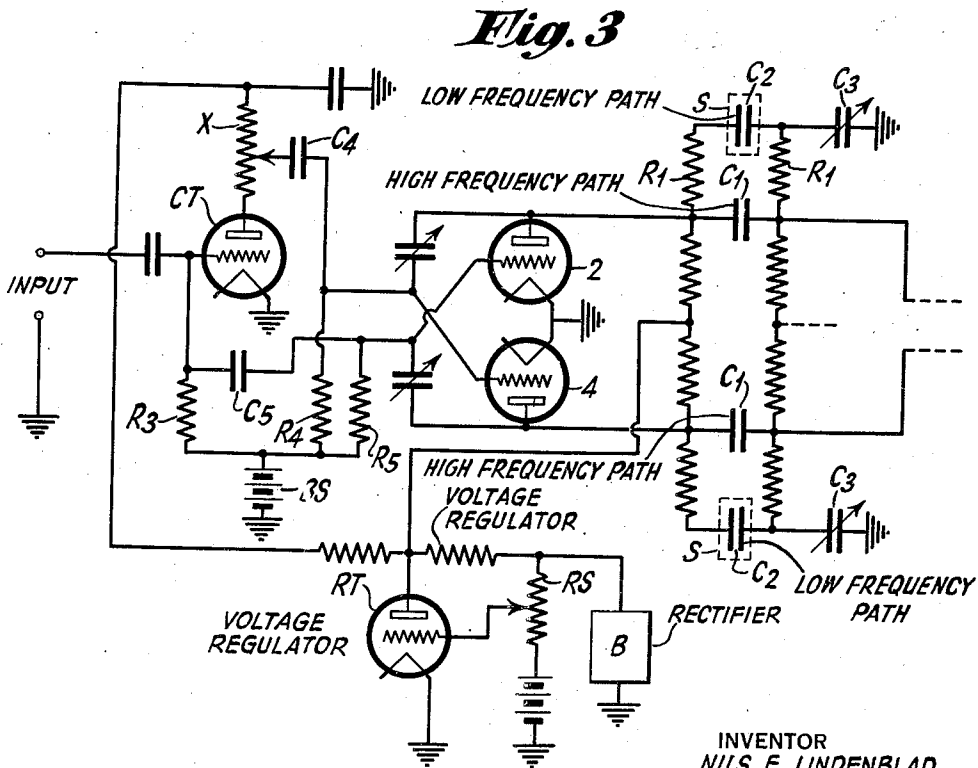 Fig. 3
LOW FREQUENCY PATH
S
C2
C3
X
C4
HIGH FREQUENCY PATH
R1
C1
R1
CT
2
INPUT
4
C1
R3
C5
R4
R5
HIGH FREQUENCY PATH
BS
VOLTAGE
REGULATOR
C3
S
C2
LOW FREQUENCY
PATH
RT
RS
VOLTAGE
REGULATOR
RECTIFIER
B
INVENTOR
NILS E. LINDENBLAD